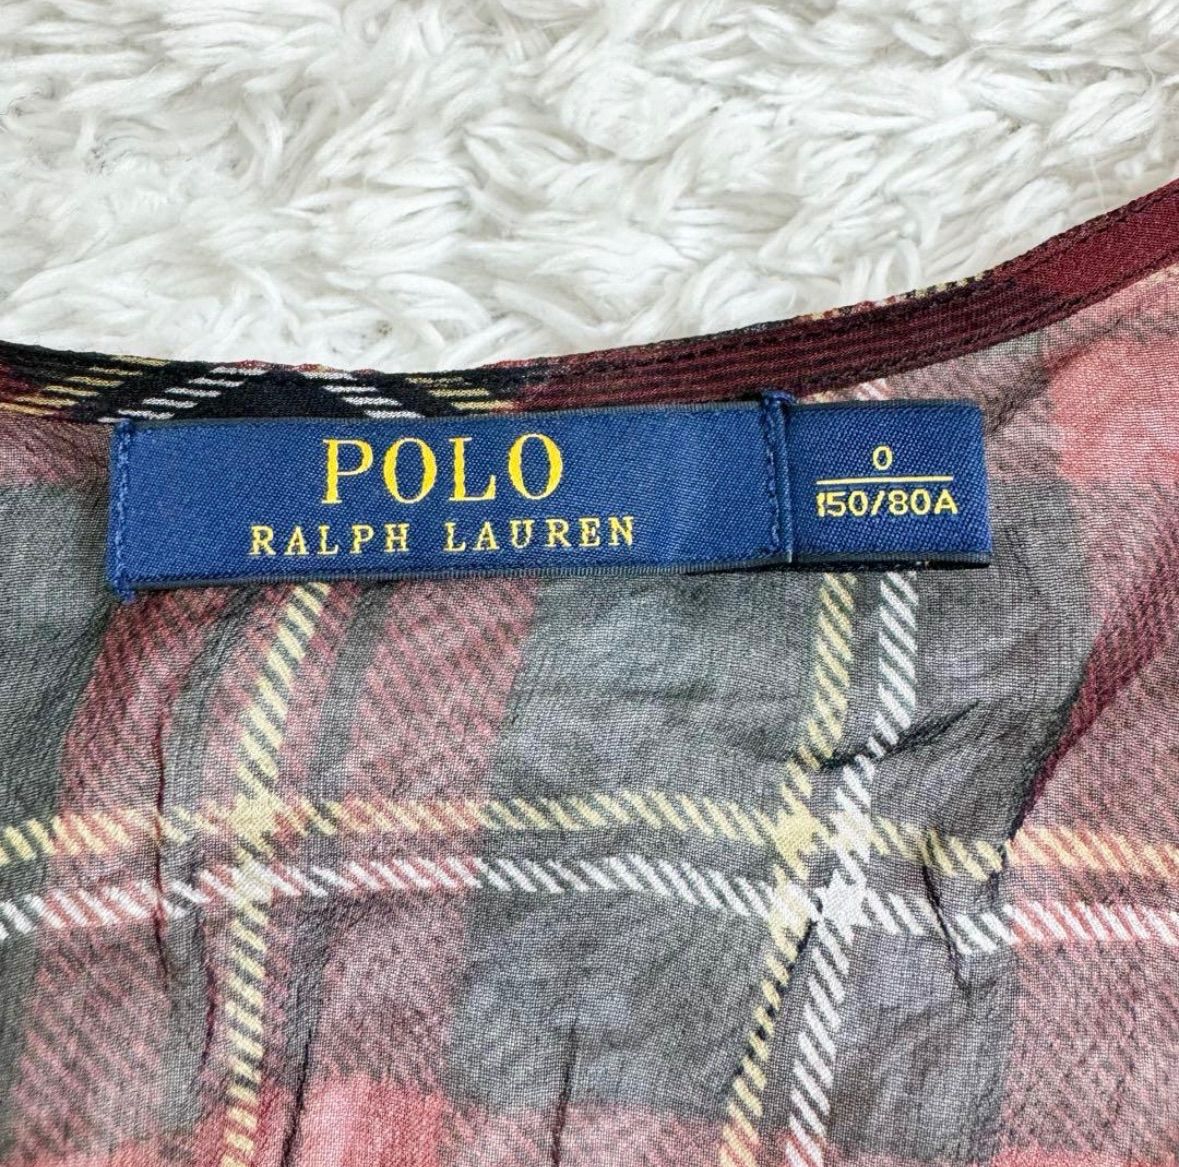 POLO
RALPH LAUREN
0
150/80A